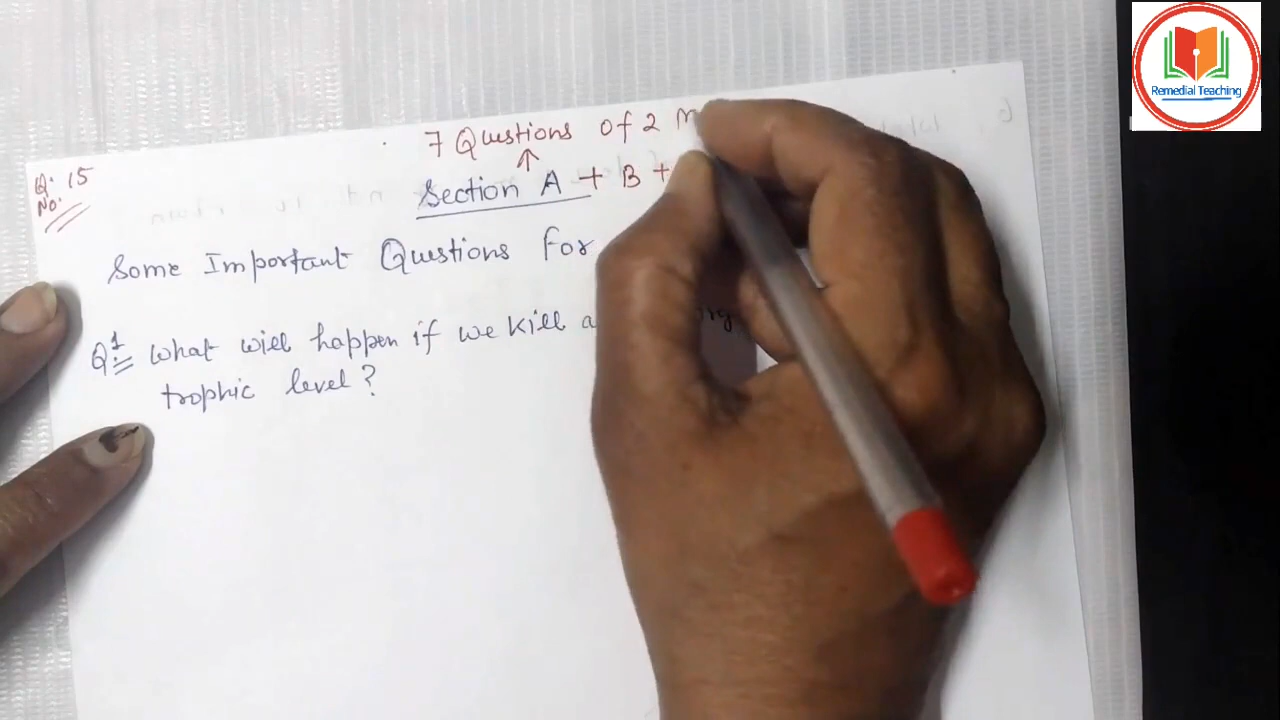 Remedial Teaching
7 Questions of 2
Q. 15
No.
Section A + B +
Some Important Questions for
Q1 What will happen if we kill a
trophic level?